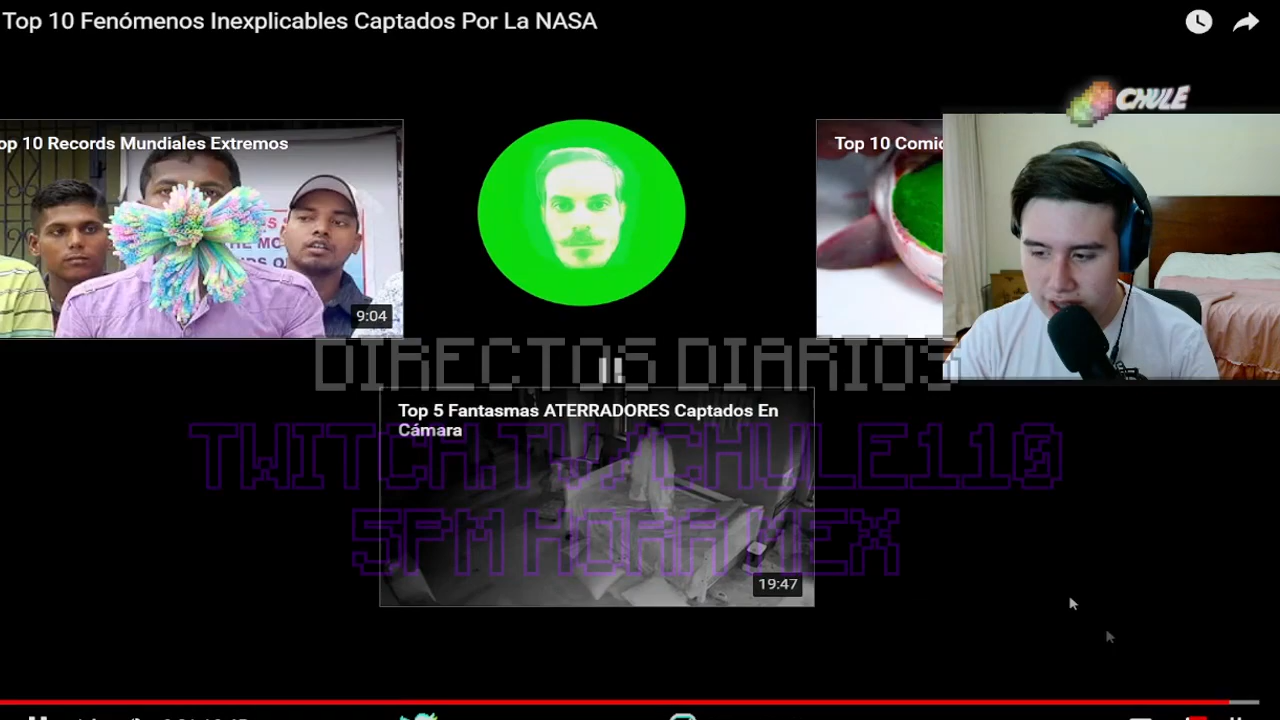 Top 10 Fenómenos Inexplicables Captados Por La NASA
CHULE
op 10 Records Mundiales Extremos
Top 10 Comic
9:04
DIRECTOS DIARIOS
Top 5 Fantasmas ATERRADORES Captados En
Cámara
TWITCH.TV/CHULE110
5PM HORA MEX
19:47